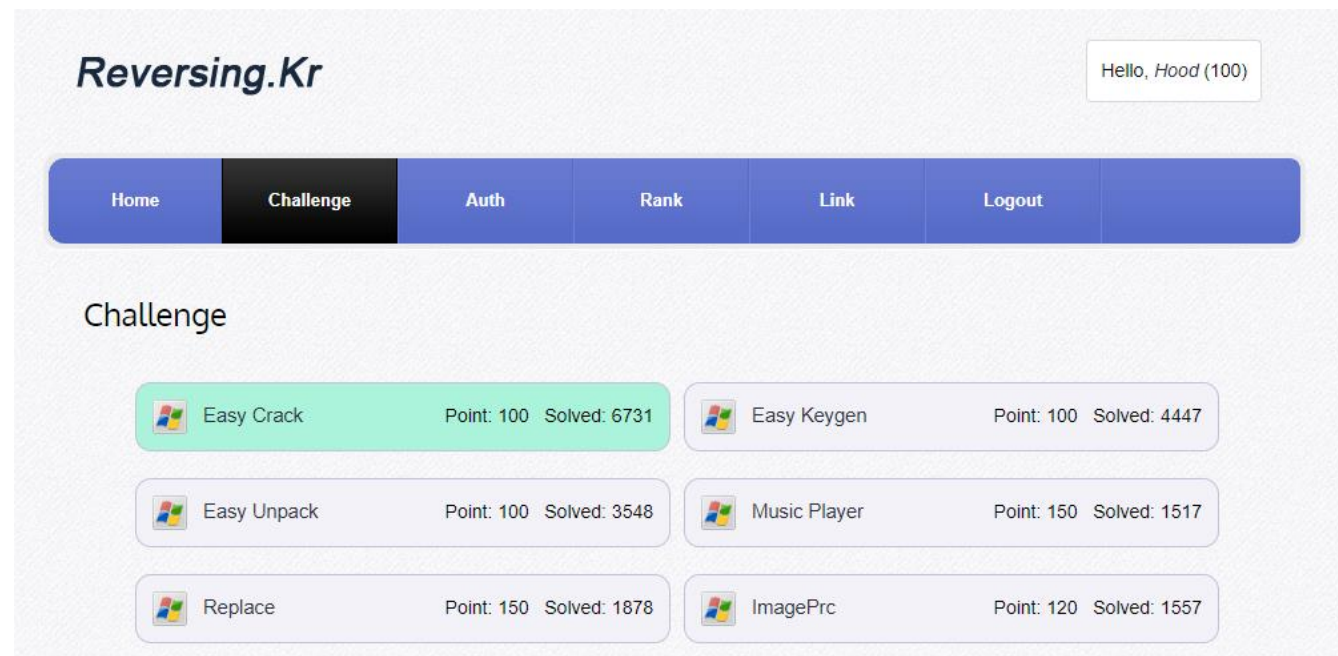 Reversing.Kr
Hello, Hood (100)
Home Challenge Auth Rank Link Logout
Challenge
Easy Crack Point: 100 Solved: 6731
Easy Keygen Point: 100 Solved: 4447
Easy Unpack Point: 100 Solved: 3548
Music Player Point: 150 Solved: 1517
Replace Point: 150 Solved: 1878
ImagePrc Point: 120 Solved: 1557